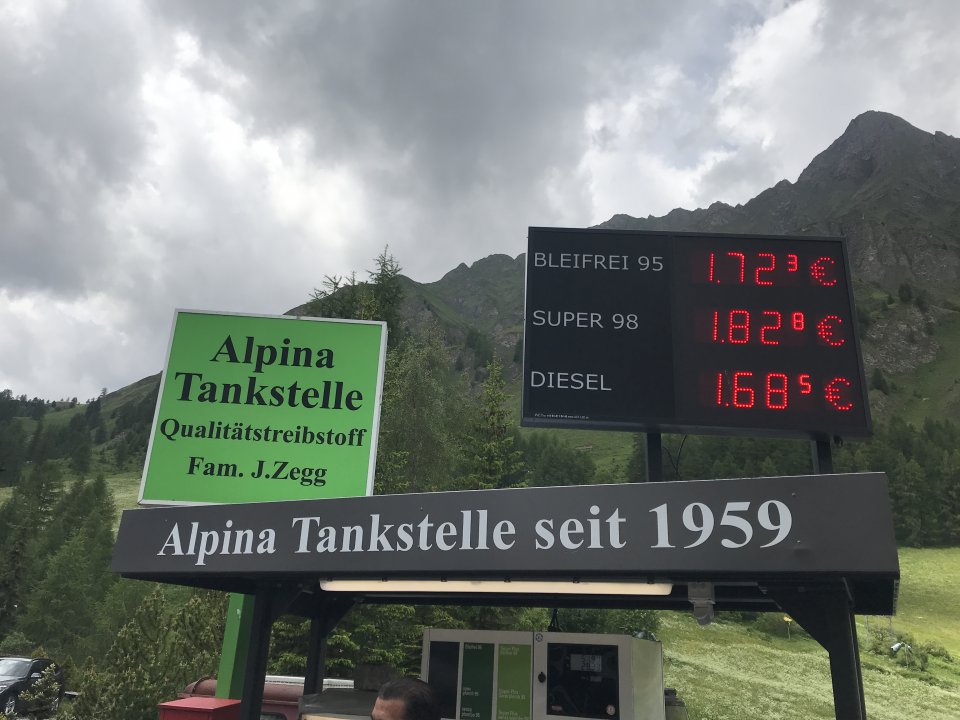 Alpina
Tankstelle
Qualitätstreibstoff
Fam. J.Zegg
BLEIFREI 95 1.72³ €
SUPER 98 1.82⁸ €
DIESEL 1.68⁵ €
Alpina Tankstelle seit 1959